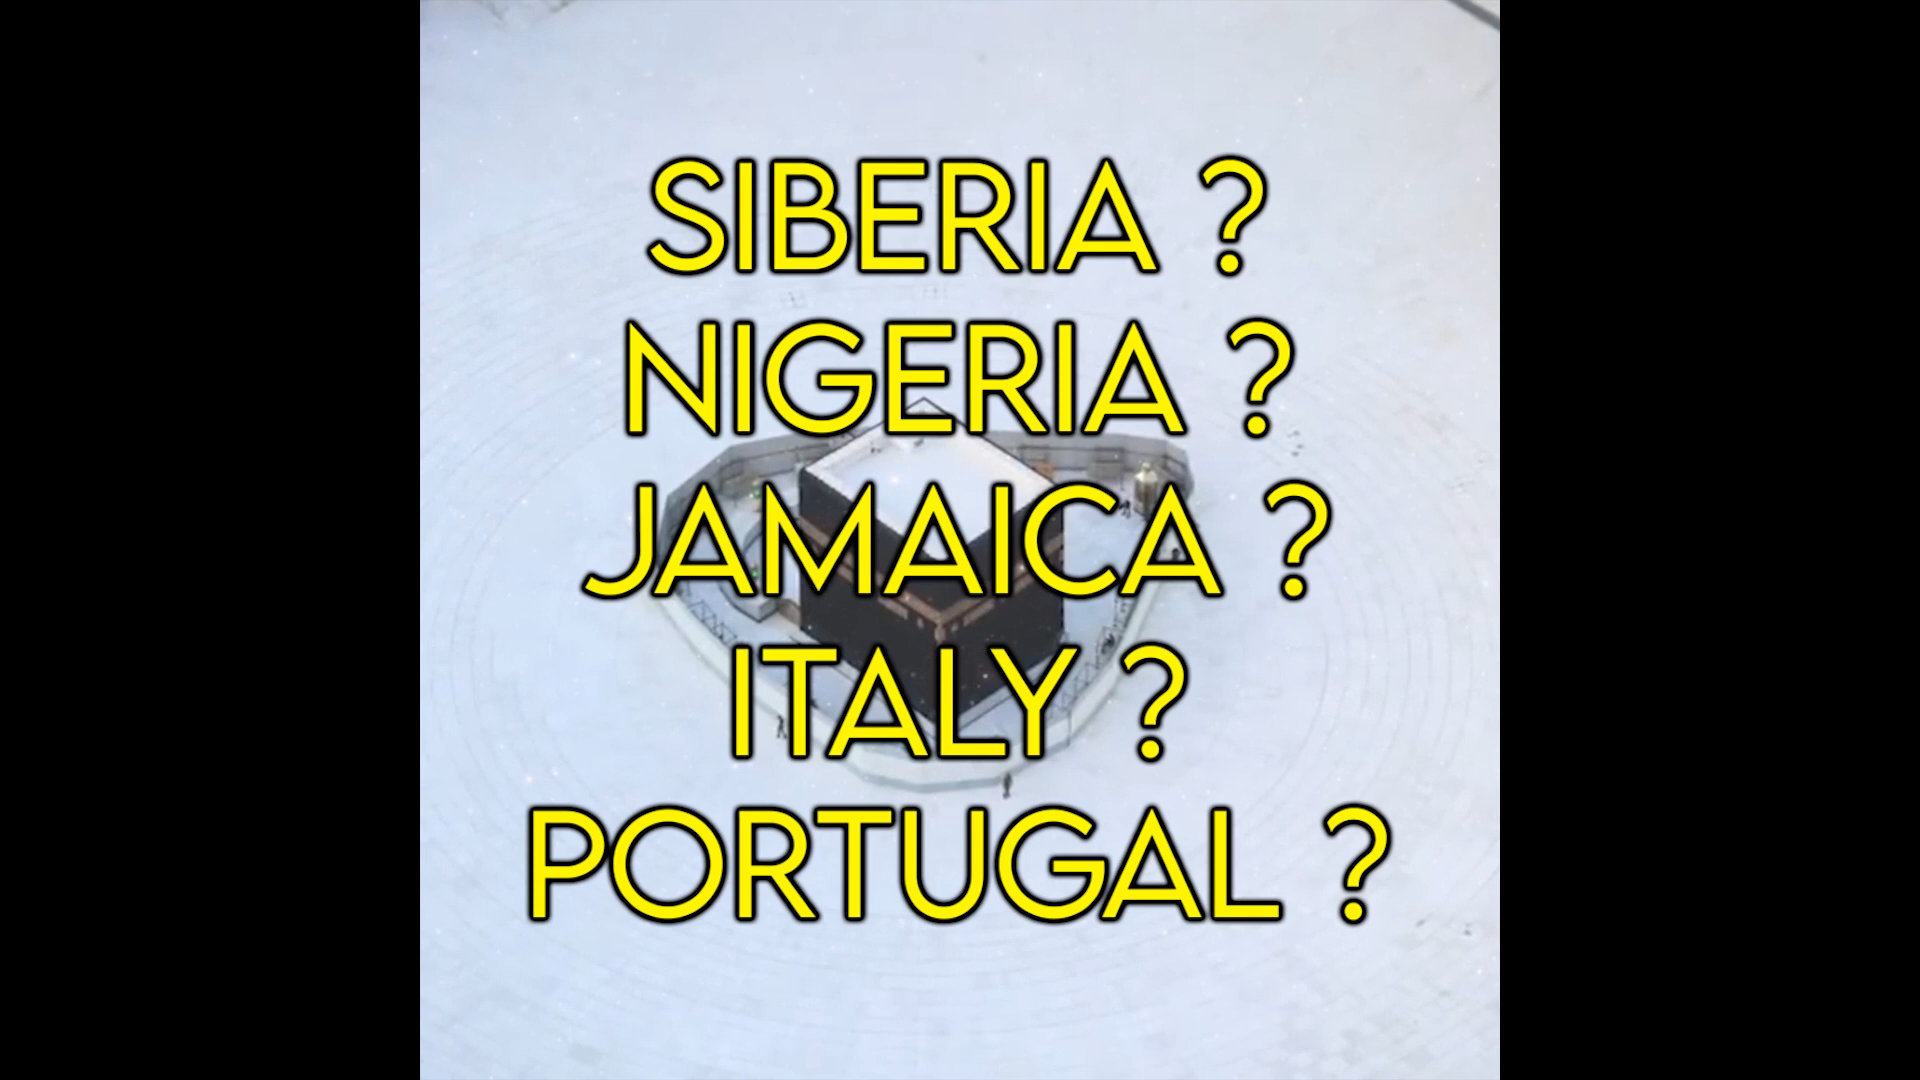 SIBERIA ?
NIGERIA ?
JAMAICA ?
ITALY ?
PORTUGAL ?